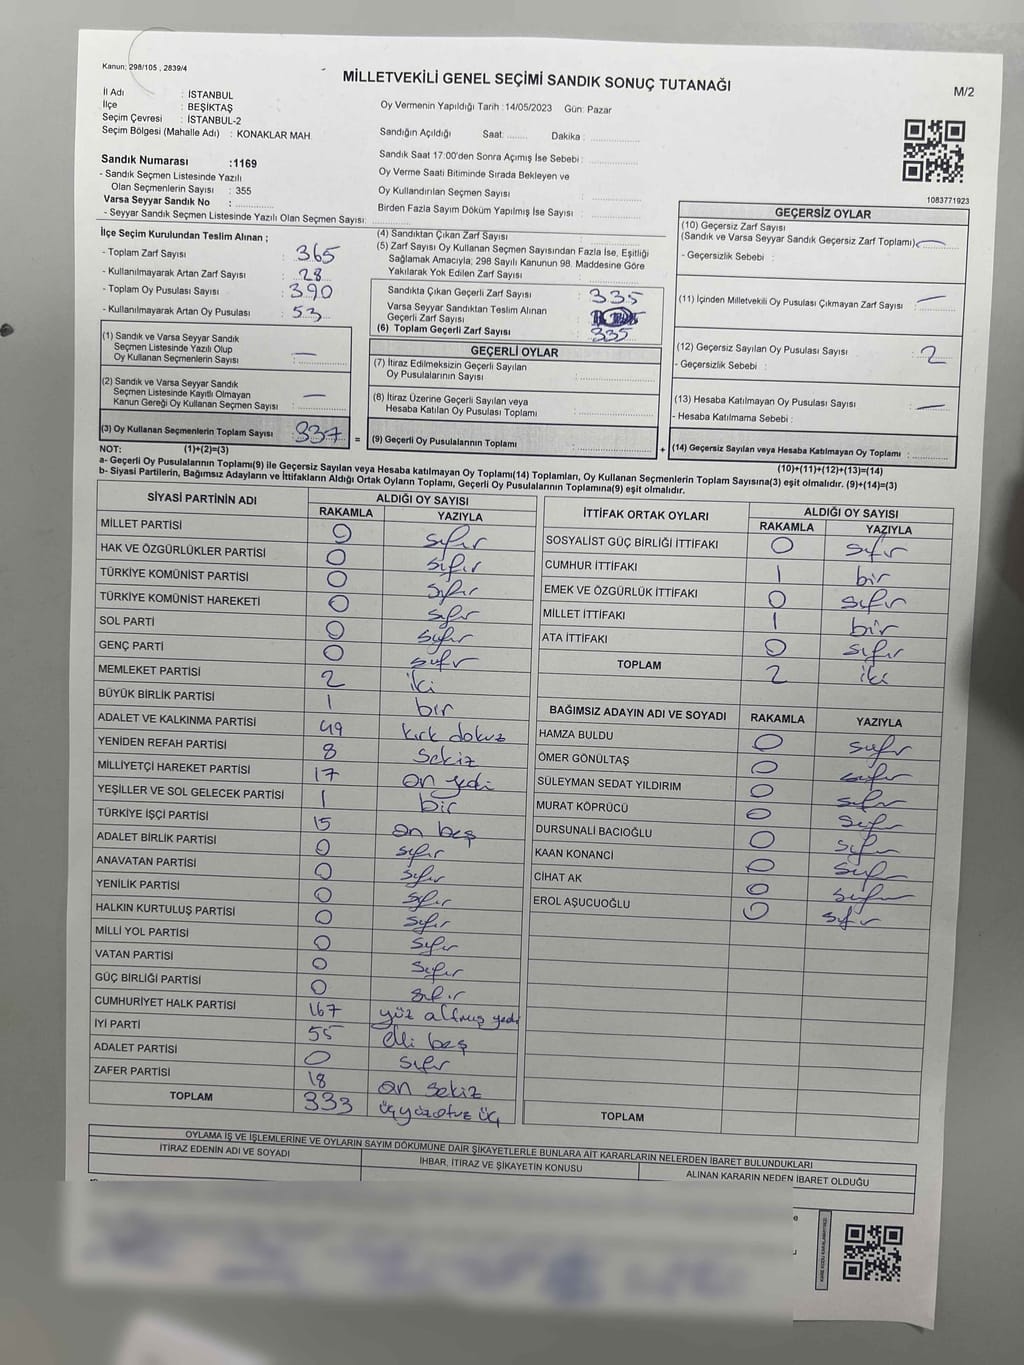 Kanun: 298/105 , 2839/4
MİLLETVEKİLİ GENEL SEÇİMİ SANDIK SONUÇ TUTANAĞI
M/2
İl Adı : İSTANBUL
İlçe : BEŞİKTAŞ
Seçim Çevresi : İSTANBUL-2
Seçim Bölgesi (Mahalle Adı) : KONAKLAR MAH.
Oy Vermenin Yapıldığı Tarih :14/05/2023 Gün: Pazar
Sandığın Açıldığı Saat: ........ Dakika : ..............
Sandık Saat 17:00'den Sonra Açımış İse Sebebi : ..............
Oy Verme Saati Bitiminde Sırada Bekleyen ve
Oy Kullandırılan Seçmen Sayısı : ..............
Birden Fazla Sayım Döküm Yapılmış İse Sayısı : ..............
1083771923
Sandık Numarası :1169
- Sandık Seçmen Listesinde Yazılı
Olan Seçmenlerin Sayısı : 355
Varsa Seyyar Sandık No : ..............
- Seyyar Sandık Seçmen Listesinde Yazılı Olan Seçmen Sayısı: ..............
İlçe Seçim Kurulundan Teslim Alınan ;
- Toplam Zarf Sayısı : 365
- Kullanılmayarak Artan Zarf Sayısı : 28
- Toplam Oy Pusulası Sayısı : 390
- Kullanılmayarak Artan Oy Pusulası : 53
(4) Sandıktan Çıkan Zarf Sayısı : ..............
(5) Zarf Sayısı Oy Kullanan Seçmen Sayısından Fazla İse, Eşitliği
Sağlamak Amacıyla; 298 Sayılı Kanunun 98. Maddesine Göre
Yakılarak Yok Edilen Zarf Sayısı : ..............
Sandıkta Çıkan Geçerli Zarf Sayısı : 335
Varsa Seyyar Sandıktan Teslim Alınan
Geçerli Zarf Sayısı :
(6) Toplam Geçerli Zarf Sayısı : 335
GEÇERSİZ OYLAR
(10) Geçersiz Zarf Sayısı
(Sandık ve Varsa Seyyar Sandık Geçersiz Zarf Toplamı) : —
- Geçersizlik Sebebi :
(11) İçinden Milletvekili Oy Pusulası Çıkmayan Zarf Sayısı : —
(12) Geçersiz Sayılan Oy Pusulası Sayısı : 2
- Geçersizlik Sebebi :
(13) Hesaba Katılmayan Oy Pusulası Sayısı : —
- Hesaba Katılmama Sebebi :
(14) Geçersiz Sayılan veya Hesaba Katılmayan Oy Toplamı : ..............
(10)+(11)+(12)+(13)=(14)
(1) Sandık ve Varsa Seyyar Sandık
Seçmen Listesinde Yazılı Olup
Oy Kullanan Seçmenlerin Sayısı : —
(2) Sandık ve Varsa Seyyar Sandık
Seçmen Listesinde Kayıtlı Olmayan
Kanun Gereği Oy Kullanan Seçmen Sayısı : —
(3) Oy Kullanan Seçmenlerin Toplam Sayısı : 337 =
GEÇERLİ OYLAR
(7) İtiraz Edilmeksizin Geçerli Sayılan
Oy Pusulalarının Sayısı : ..............
(8) İtiraz Üzerine Geçerli Sayılan veya
Hesaba Katılan Oy Pusulası Toplamı : ..............
(9) Geçerli Oy Pusulalarının Toplamı : .............. +
NOT: (1)+(2)=(3)
a- Geçerli Oy Pusulalarının Toplamı(9) ile Geçersiz Sayılan veya Hesaba katılmayan Oy Toplamı(14) Toplamları, Oy Kullanan Seçmenlerin Toplam Sayısına(3) eşit olmalıdır. (9)+(14)=(3)
b- Siyasi Partilerin, Bağımsız Adayların ve İttifakların Aldığı Ortak Oyların Toplamı, Geçerli Oy Pusulalarının Toplamına(9) eşit olmalıdır.
SİYASİ PARTİNİN ADI ALDIĞI OY SAYISI
RAKAMLA YAZIYLA
MİLLET PARTİSİ 0 sıfır
HAK VE ÖZGÜRLÜKLER PARTİSİ 0 sıfır
TÜRKİYE KOMÜNİST PARTİSİ 0 sıfır
TÜRKİYE KOMÜNİST HAREKETİ 0 sıfır
SOL PARTİ 0 sıfır
GENÇ PARTİ 0 sıfır
MEMLEKET PARTİSİ 2 iki
BÜYÜK BİRLİK PARTİSİ 1 bir
ADALET VE KALKINMA PARTİSİ 49 kırk dokuz
YENİDEN REFAH PARTİSİ 8 sekiz
MİLLİYETÇİ HAREKET PARTİSİ 17 on yedi
YEŞİLLER VE SOL GELECEK PARTİSİ 1 bir
TÜRKİYE İŞÇİ PARTİSİ 15 on beş
ADALET BİRLİK PARTİSİ 0 sıfır
ANAVATAN PARTİSİ 0 sıfır
YENİLİK PARTİSİ 0 sıfır
HALKIN KURTULUŞ PARTİSİ 0 sıfır
MİLLİ YOL PARTİSİ 0 sıfır
VATAN PARTİSİ 0 sıfır
GÜÇ BİRLİĞİ PARTİSİ 0 sıfır
CUMHURİYET HALK PARTİSİ 167 yüz altmış yedi
İYİ PARTİ 55 elli beş
ADALET PARTİSİ 0 sıfır
ZAFER PARTİSİ 18 on sekiz
TOPLAM 333 üçyüzotuz üç
İTTİFAK ORTAK OYLARI ALDIĞI OY SAYISI
RAKAMLA YAZIYLA
SOSYALİST GÜÇ BİRLİĞİ İTTİFAKI 0 sıfır
CUMHUR İTTİFAKI 1 bir
EMEK VE ÖZGÜRLÜK İTTİFAKI 0 sıfır
MİLLET İTTİFAKI 1 bir
ATA İTTİFAKI 0 sıfır
TOPLAM 2 iki
BAĞIMSIZ ADAYIN ADI VE SOYADI RAKAMLA YAZIYLA
HAMZA BULDU 0 sıfır
ÖMER GÖNÜLTAŞ 0 sıfır
SÜLEYMAN SEDAT YILDIRIM 0 sıfır
MURAT KÖPRÜCÜ 0 sıfır
DURSUNALİ BACIOĞLU 0 sıfır
KAAN KONANCİ 0 sıfır
CİHAT AK 0 sıfır
EROL AŞUCUOĞLU 0 sıfır
TOPLAM
OYLAMA İŞ VE İŞLEMLERİNE VE OYLARIN SAYIM DÖKÜMÜNE DAİR ŞİKAYETLERLE BUNLARA AİT KARARLARIN NELERDEN İBARET BULUNDUKLARI
İTİRAZ EDENİN ADI VE SOYADI İHBAR, İTİRAZ VE ŞİKAYETİN KONUSU ALINAN KARARIN NEDEN İBARET OLDUĞU